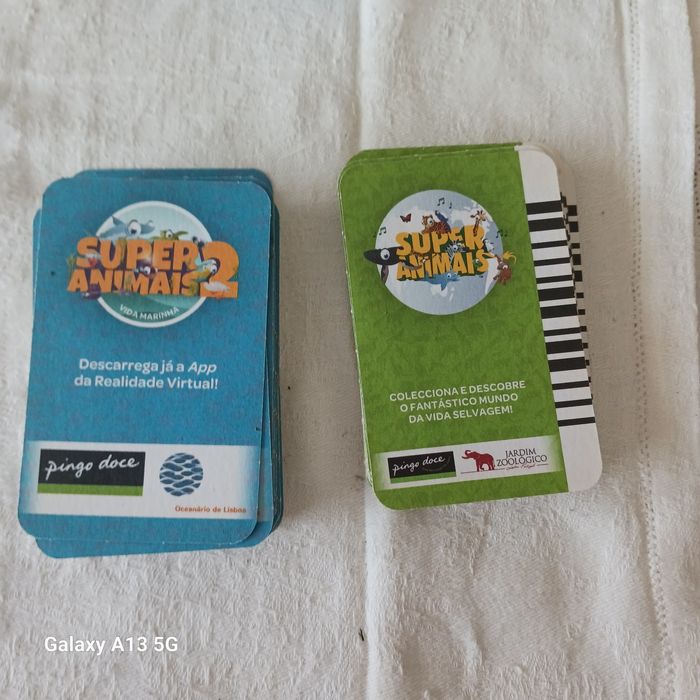 SUPER
ANIMAIS 2
VIDA MARINHA
Descarrega já a App
da Realidade Virtual!
pingo doce
Oceanário de Lisboa
SUPER
ANIMAIS
COLECCIONA E DESCOBRE
O FANTÁSTICO MUNDO
DA VIDA SELVAGEM!
pingo doce
JARDIM
ZOOLÓGICO
Galaxy A13 5G